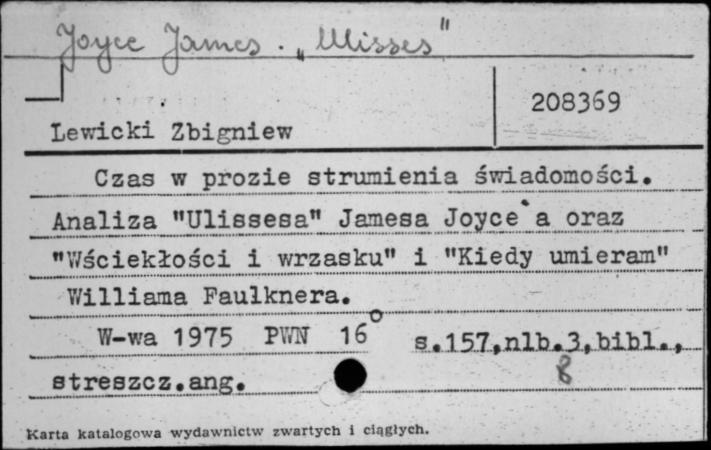 Joyce James. „Ulisses"
208369
Lewicki Zbigniew
Czas w prozie strumienia świadomości.
Analiza "Ulissesa" Jamesa Joyce`a oraz
"Wściekłości i wrzasku" i "Kiedy umieram"
Williama Faulknera.
W-wa 1975 PWN 16° s.157,nlb.3,bibl.,
streszcz.ang. 8
Karta katalogowa wydawnictw zwartych i ciągłych.